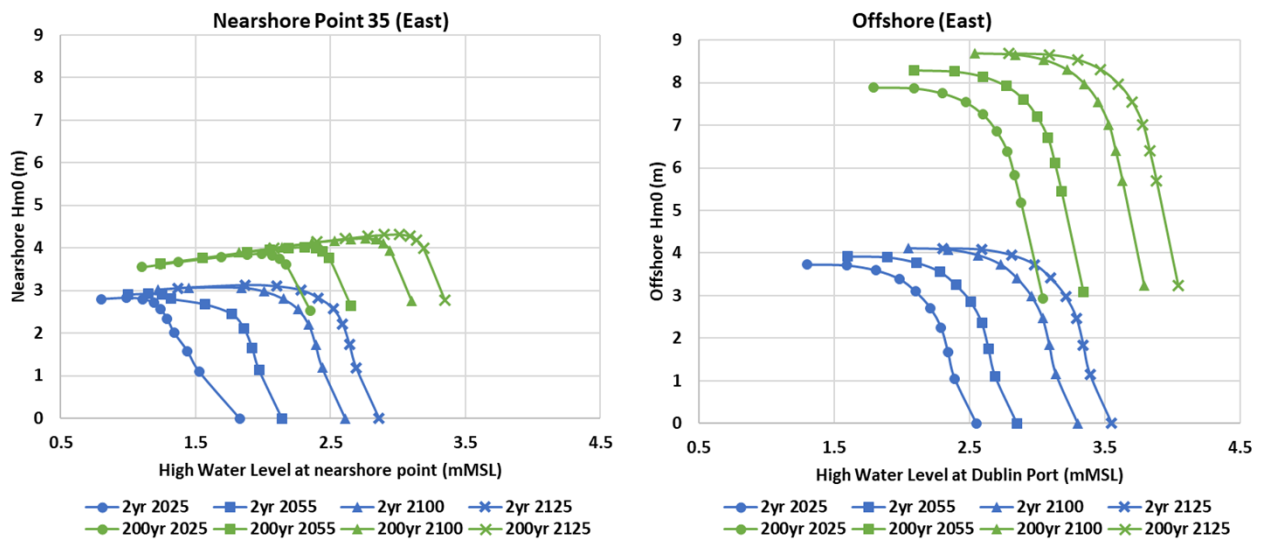 Nearshore Point 35 (East)
9
8
7
6
5
4
3
2
1
0
Nearshore Hm0 (m)
0.5 1.5 2.5 3.5 4.5
High Water Level at nearshore point (mMSL)
2yr 2025 2yr 2055 2yr 2100 2yr 2125
200yr 2025 200yr 2055 200yr 2100 200yr 2125
Offshore (East)
9
8
7
6
5
4
3
2
1
0
Offshore Hm0 (m)
0.5 1.5 2.5 3.5 4.5
High Water Level at Dublin Port (mMSL)
2yr 2025 2yr 2055 2yr 2100 2yr 2125
200yr 2025 200yr 2055 200yr 2100 200yr 2125